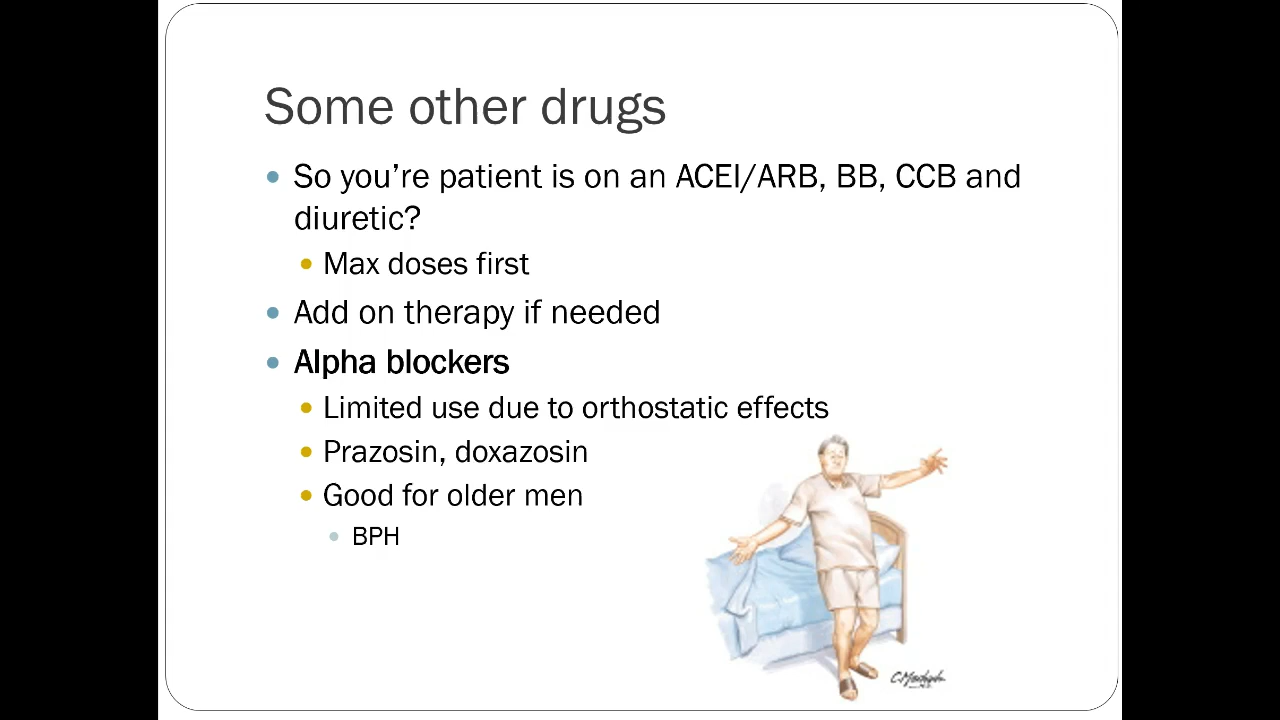 Some other drugs
So you’re patient is on an ACEI/ARB, BB, CCB and
diuretic?
Max doses first
Add on therapy if needed
Alpha blockers
Limited use due to orthostatic effects
Prazosin, doxazosin
Good for older men
BPH